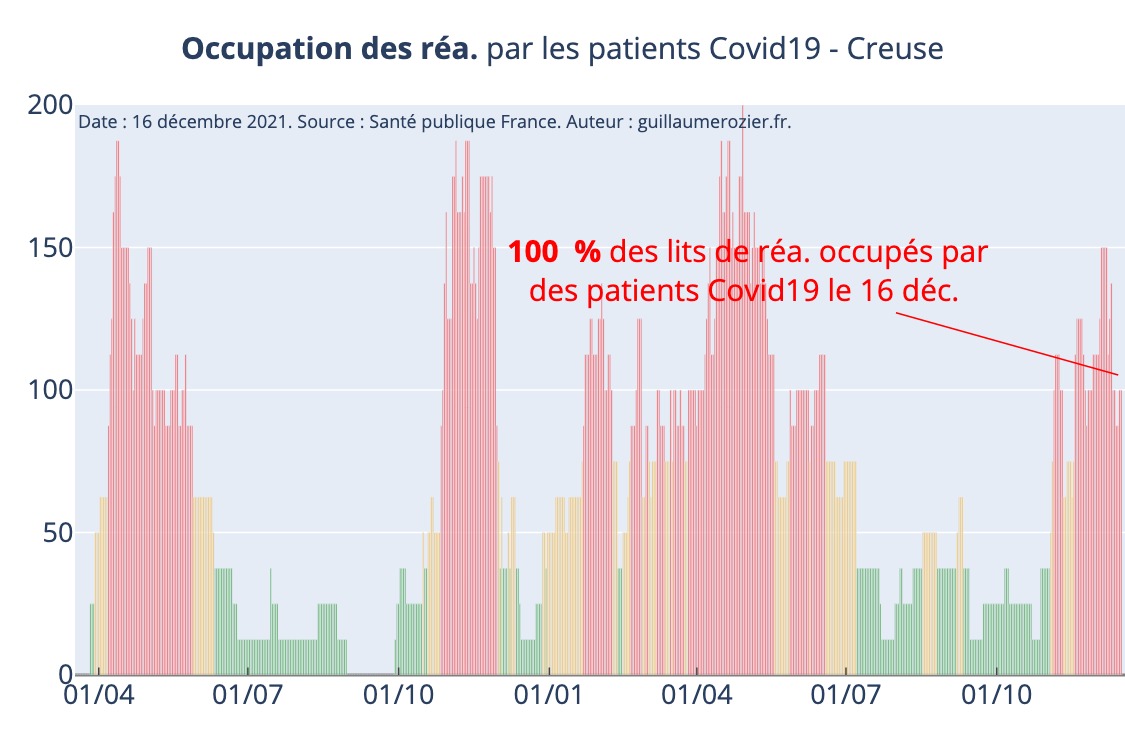 Occupation des réa. par les patients Covid19 - Creuse
200
Date : 16 décembre 2021. Source : Santé publique France. Auteur : guillaumerozier.fr.
150
100 % des lits de réa. occupés par
des patients Covid19 le 16 déc.
100
50
0
01/04 01/07 01/10 01/01 01/04 01/07 01/10